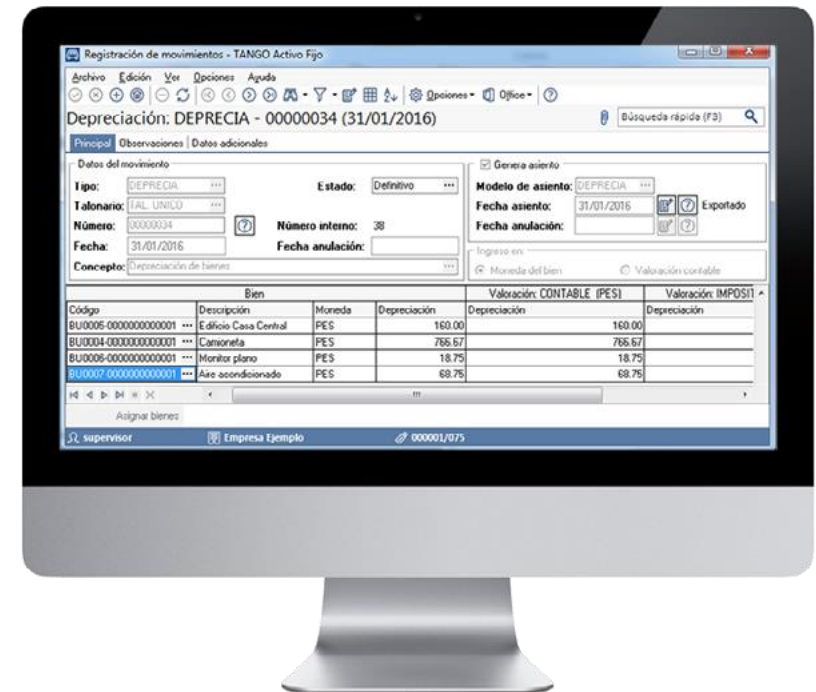 Registración de movimientos - TANGO Activo Fijo
Archivo Edición Ver Opciones Ayuda
Opciones Office
Depreciación: DEPRECIA - 00000034 (31/01/2016) Búsqueda rápida (F3)
Principal Observaciones Datos adicionales
Datos del movimiento Genera asiento
Tipo: DEPRECIA Estado: Definitivo Modelo de asiento: DEPRECIA
Talonario: TAL. UNICO Fecha asiento: 31/01/2016 Exportado
Número: 00000034 Número interno: 38 Fecha anulación:
Fecha: 31/01/2016 Fecha anulación: Ingreso en:
Concepto: Depreciación de bienes Moneda del bien Valoración contable
Bien Valoración: CONTABLE (PES) Valoración: IMPOSIT
Código Descripción Moneda Depreciación Depreciación Depreciación
BU0005-0000000000001 Edificio Casa Central PES 160.00 160.00
BU0004-0000000000001 Camioneta PES 766.67 766.67
BU0006-0000000000001 Monitor plano PES 18.75 18.75
BU0007 0000000000001 Aire acondicionado PES 68.75 68.75
Asignar bienes
supervisor Empresa Ejemplo 000001/075